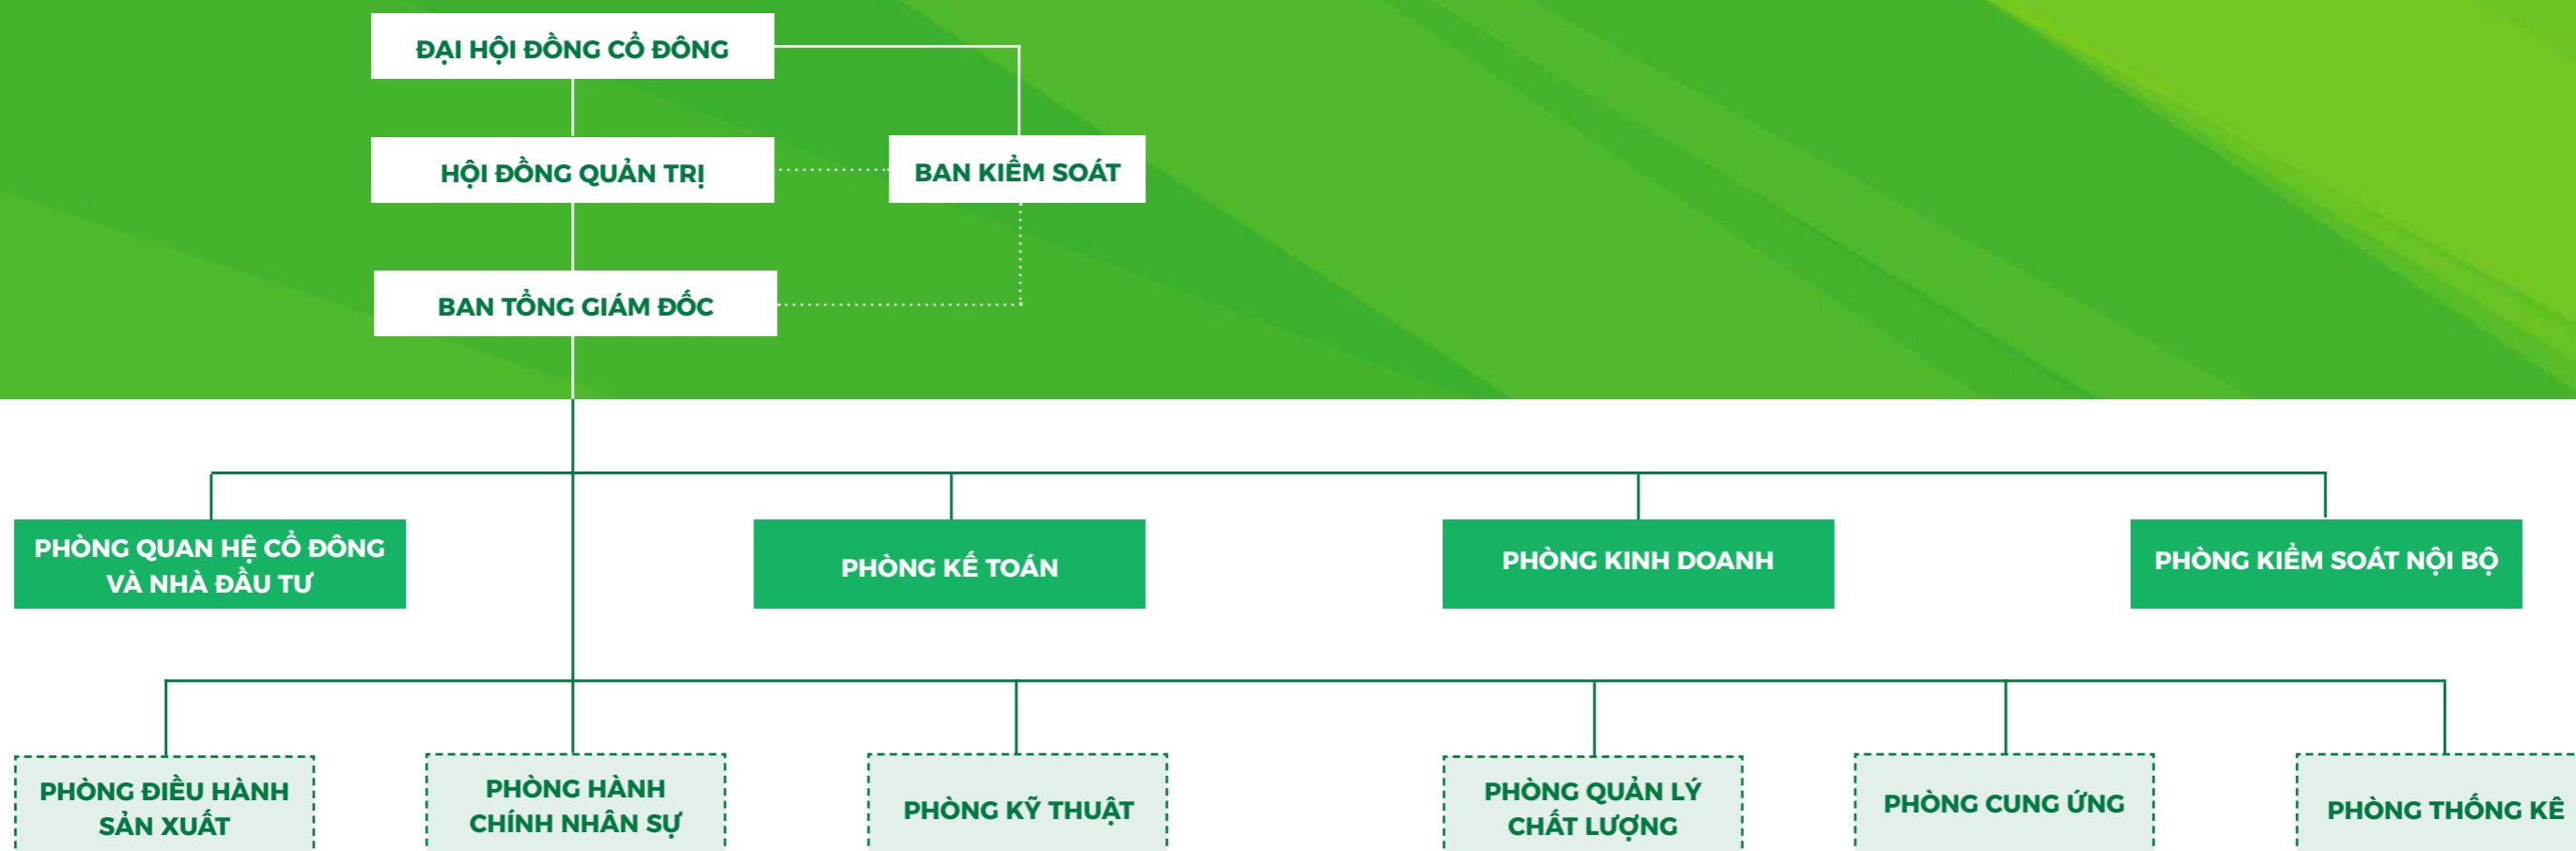 ĐẠI HỘI ĐỒNG CỔ ĐÔNG
HỘI ĐỒNG QUẢN TRỊ
BAN KIỂM SOÁT
BAN TỔNG GIÁM ĐỐC
PHÒNG QUAN HỆ CỔ ĐÔNG
VÀ NHÀ ĐẦU TƯ
PHÒNG KẾ TOÁN
PHÒNG KINH DOANH
PHÒNG KIỂM SOÁT NỘI BỘ
PHÒNG ĐIỀU HÀNH
SẢN XUẤT
PHÒNG HÀNH
CHÍNH NHÂN SỰ
PHÒNG KỸ THUẬT
PHÒNG QUẢN LÝ
CHẤT LƯỢNG
PHÒNG CUNG ỨNG
PHÒNG THỐNG KÊ